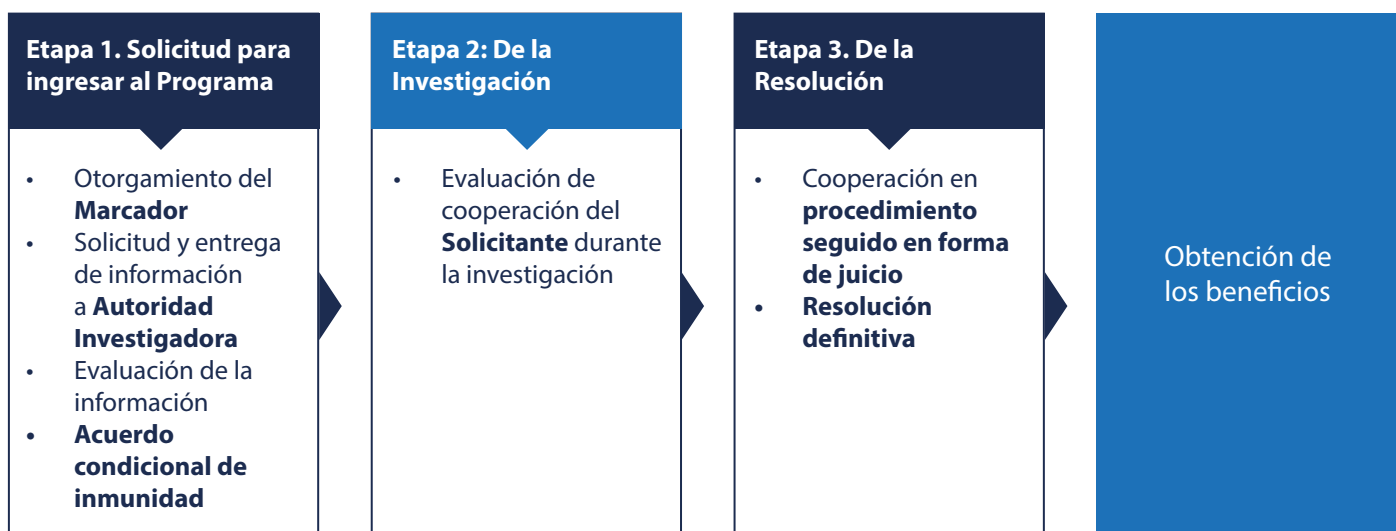 Etapa 1. Solicitud para
ingresar al Programa
• Otorgamiento del
Marcador
• Solicitud y entrega
de información
a Autoridad
Investigadora
• Evaluación de la
información
• Acuerdo
condicional de
inmunidad
Etapa 2: De la
Investigación
• Evaluación de
cooperación del
Solicitante durante
la investigación
Etapa 3. De la
Resolución
• Cooperación en
procedimiento
seguido en forma
de juicio
• Resolución
definitiva
Obtención de
los beneficios